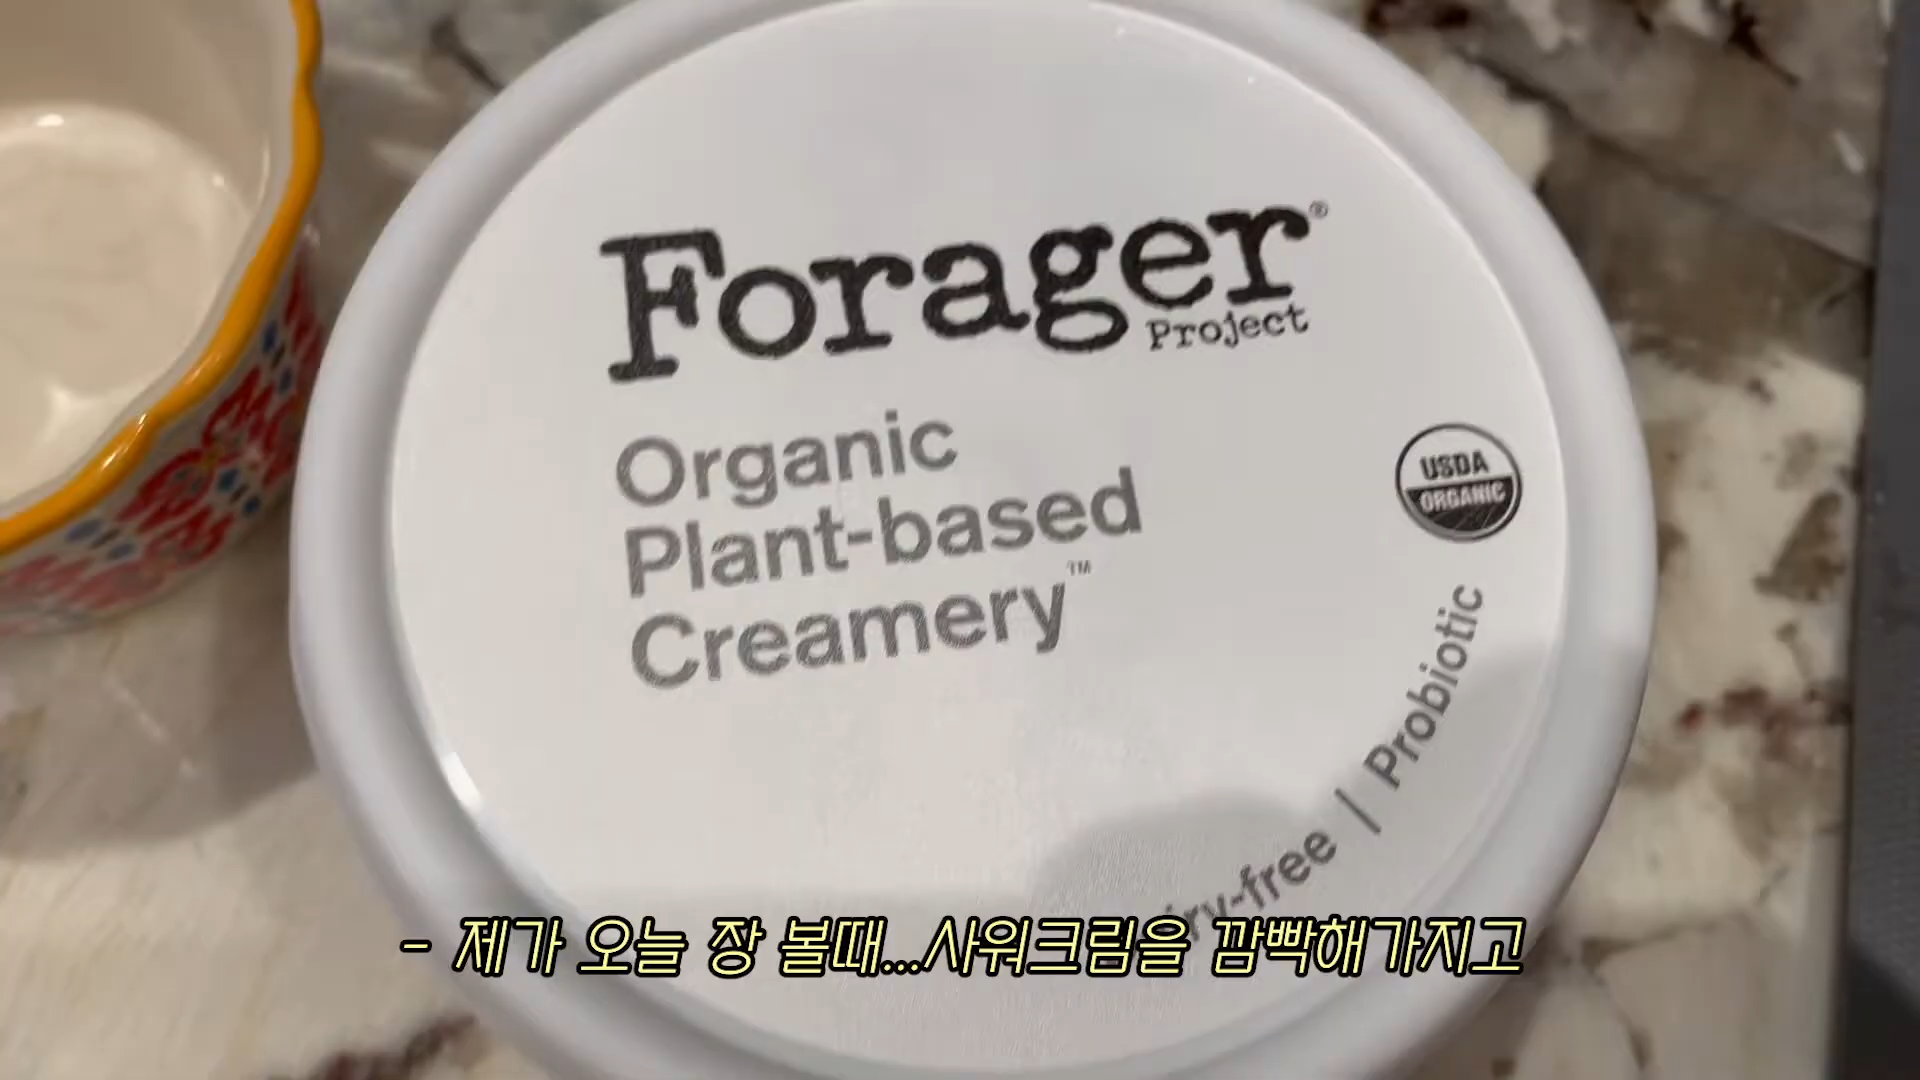 Forager®
Project
Organic
Plant-based
Creamery™
USDA
ORGANIC
Probiotic
-free |
- 제가 오늘 장 볼때...사워크림을 깜빡해가지고